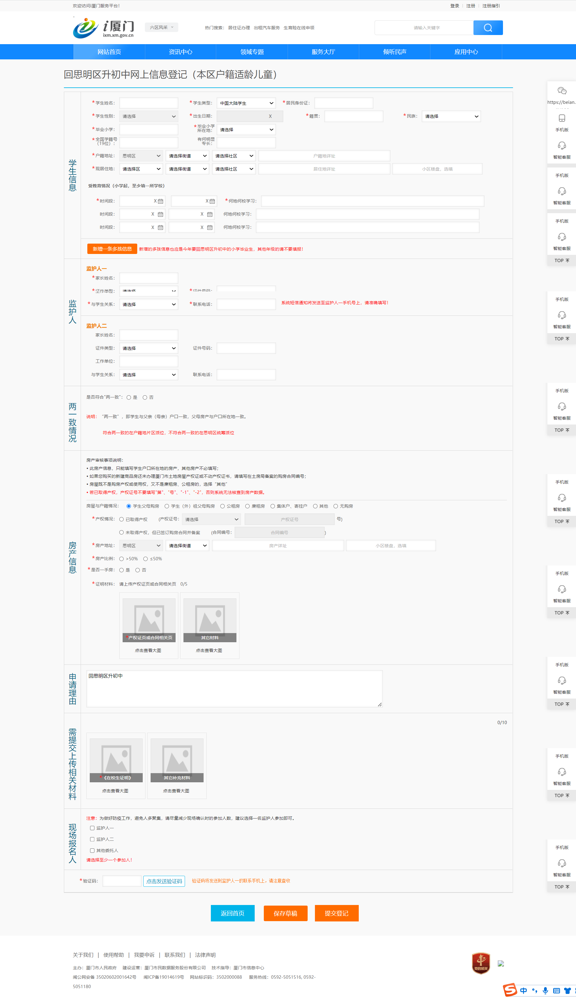 欢迎访问i厦门服务平台！ 登录 注册 注册指引
i厦门 ixm.xm.gov.cn 六区风采 热门搜索： 居住证办理 出租汽车服务 生育险在线申领 请输入关键字
网站首页 资讯中心 领域专题 服务大厅 倾听民声 应用中心
回思明区升初中网上信息登记（本区户籍适龄儿童）
学生信息
*学生姓名： *学生类型： 中国大陆学生 *居民身份证：
*学生性别： 请选择 *出生日期： X *籍贯： *民族： 请选择
*毕业小学： *毕业小学所在地： 请选择
*全国学籍号（19位）： 有何明显专长：
*户籍地址： 思明区 请选择街道 请选择社区 户籍地详址
*现居住地： 请选择区 请选择街道 请选择社区 居住地详址 小区楼盘，选填
受教育情况（小学起，至少填一所学校）
*时间段： X X *何地何校学习：
时间段： X X 何地何校学习：
时间段： X X 何地何校学习：
新增一条多孩信息 新增的多孩信息也应是今年要回思明区升初中的小学毕业生，其他年级的请不要填报！
监护人
监护人一
*家长姓名：
*证件类型： 请选择 *证件号码：
*与学生关系： 请选择 *联系电话： 系统短信通知将发送至监护人一手机号上，请准确填写！
监护人二
家长姓名：
证件类型： 请选择 证件号码：
工作单位：
与学生关系： 请选择 联系电话：
两一致情况
是否符合"两一致"： 是 否
说明： “两一致”，即学生与父亲（母亲）户口一致，父母房产与户口所在地一致。
符合两一致的在户籍地片区派位，不符合两一致的在思明区统筹派位
房产信息
房产审核事项说明：
• 此房产信息，只能填写学生户口所在地的房产，其他房产不必填写；
• 如果您购买的新建商品房还未办理厦门市土地房屋产权证或不动产权证书，请填写在土房局备案的购房合同编号；
• 房屋既不是购房产权或使用权，又不是廉租房、公租房的，选择“其他”
• 若已取得产权，产权证号不要填写"第"、"号"、"-1"、"-2"，否则系统无法核查到房产数据。
房屋与户籍情况： 学生父母购房 学生（外）祖父母购房 公租房 廉租房 集体户、寄挂户 其他 无购房
*产权情况： 已取得产权 (产权证号： 请选择 产权证号 号)
未取得产权，但已签订购房合同并备案 (合同编号： 合同编号 )
*房产地址： 思明区 请选择街道 房产详址 小区楼盘，选填
*房产比例： >50% ≤50%
*是否一手房： 是 否
*证明材料： 请上传产权证页或合同相关页 0/5
*产权证页或合同相关页 其它材料
点击查看大图 点击查看大图
申请理由
回思明区升初中
需提交上传相关材料
0/10
*《在校生证明》 其它补充材料
点击查看大图 点击查看大图
现场报名人
注意：为做好防疫工作，避免人多聚集，请尽量减少现场确认时的参加人数，建议选择一名监护人参加即可。
监护人一
监护人二
其他委托人
请选择至少一个参加人！
*验证码： 点击发送验证码 验证码将发送到监护人一的联系手机上，请注意查收
返回首页 保存草稿 提交登记
关于我们 | 使用帮助 | 我要申诉 | 联系我们 | 法律声明
主办：厦门市人民政府 建设运营：厦门市民数据服务股份有限公司 技术指导：厦门市信息中心
闽公网安备 35020602001642号 闽ICP备19014619号 网站标识码：3502000088 服务热线：0592-5051516, 0592-
5051180
党政机关
https://beian.
手机版
智能客服
手机版
智能客服
手机版
智能客服
TOP
手机版
智能客服
TOP
手机版
智能客服
TOP
手机版
智能客服
TOP
手机版
智能客服
TOP
手机版
智能客服
TOP
手机版
智能客服
TOP
手机版
智能客服
TOP
S 中